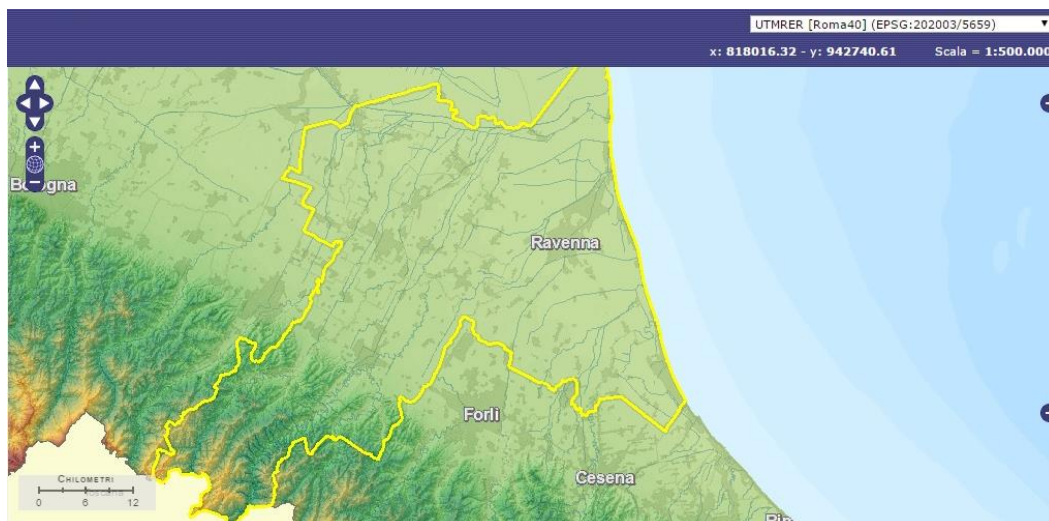 UTMRER [Roma40] (EPSG:202003/5659)
x: 818016.32 - y: 942740.61 Scala = 1:500.000
Bologna
Ravenna
Forlì
Cesena
CHILOMETRI
0 6 12